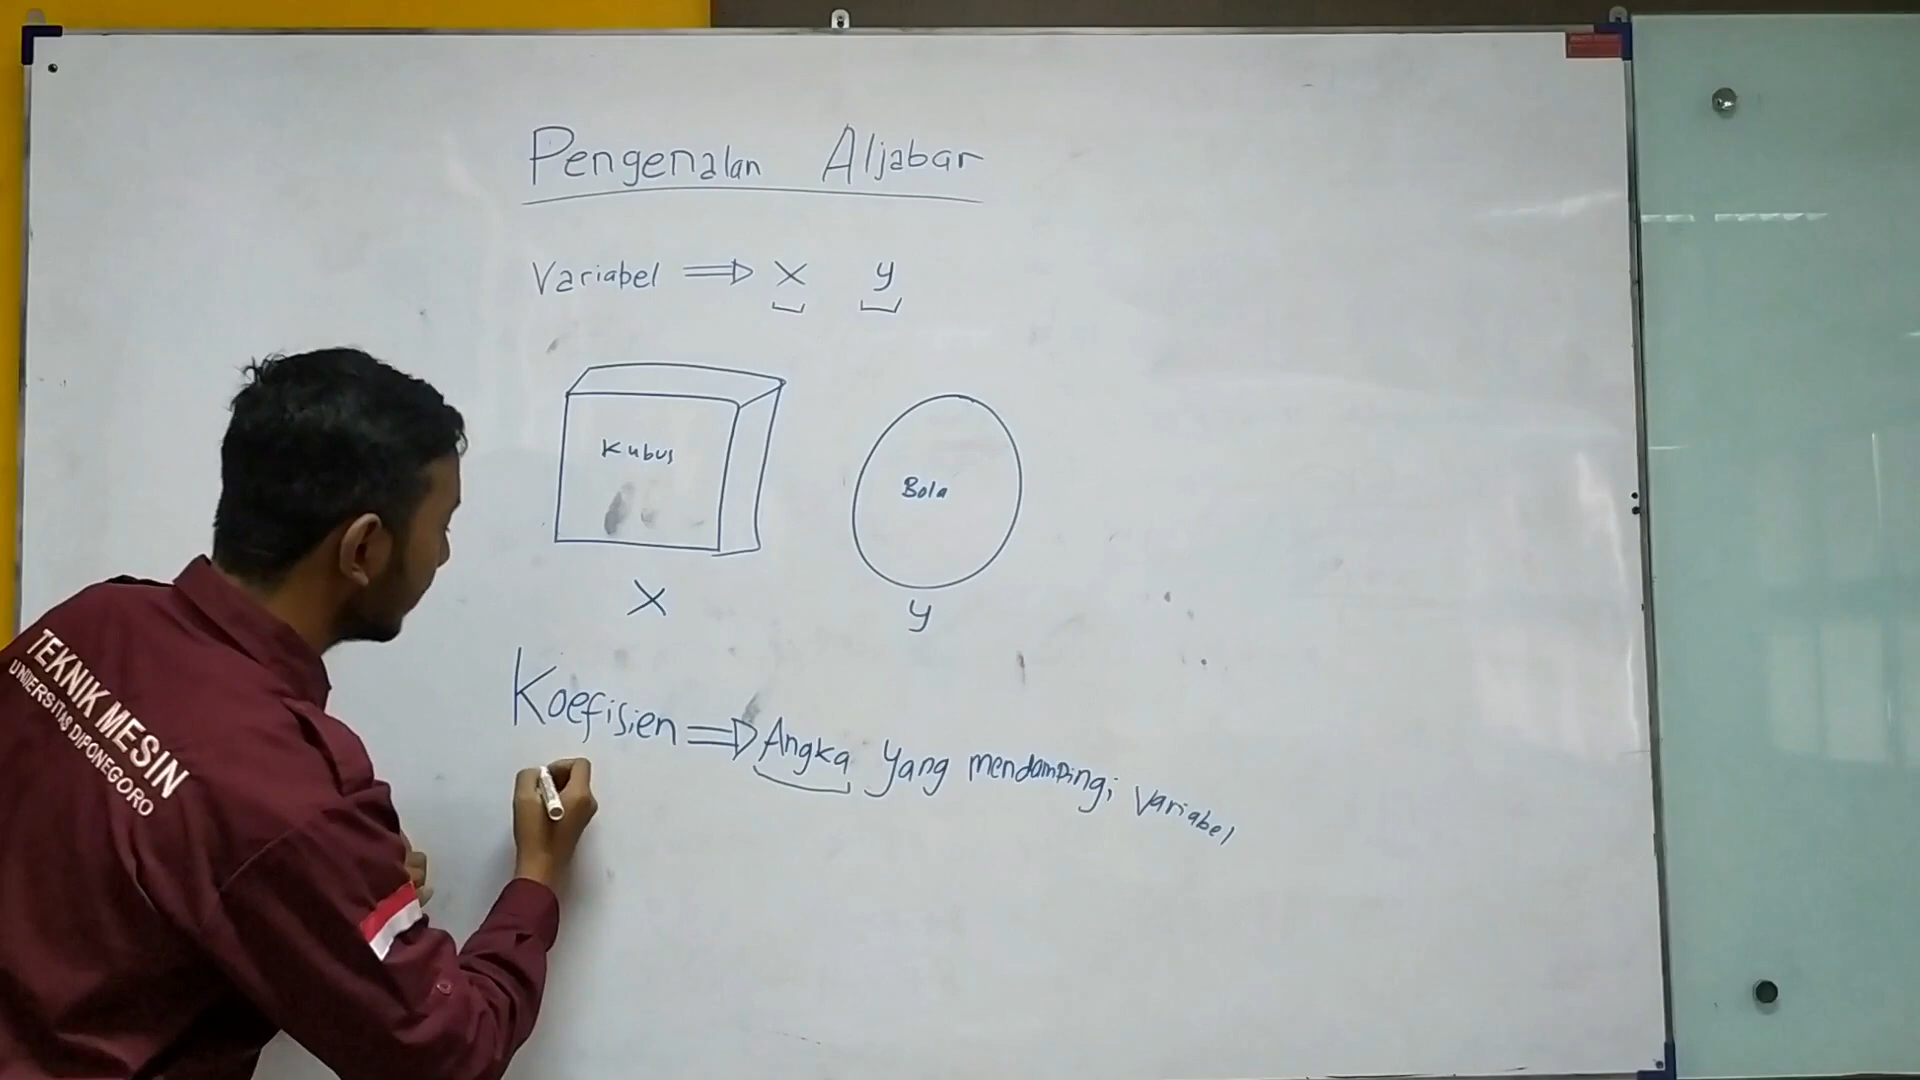 Pengenalan Aljabar
Variabel ⇒ x y
Kubus
Bola
x
y
Koefisien ⇒ Angka yang mendampingi variabel
TEKNIK MESIN
UNIVERSITAS DIPONEGORO